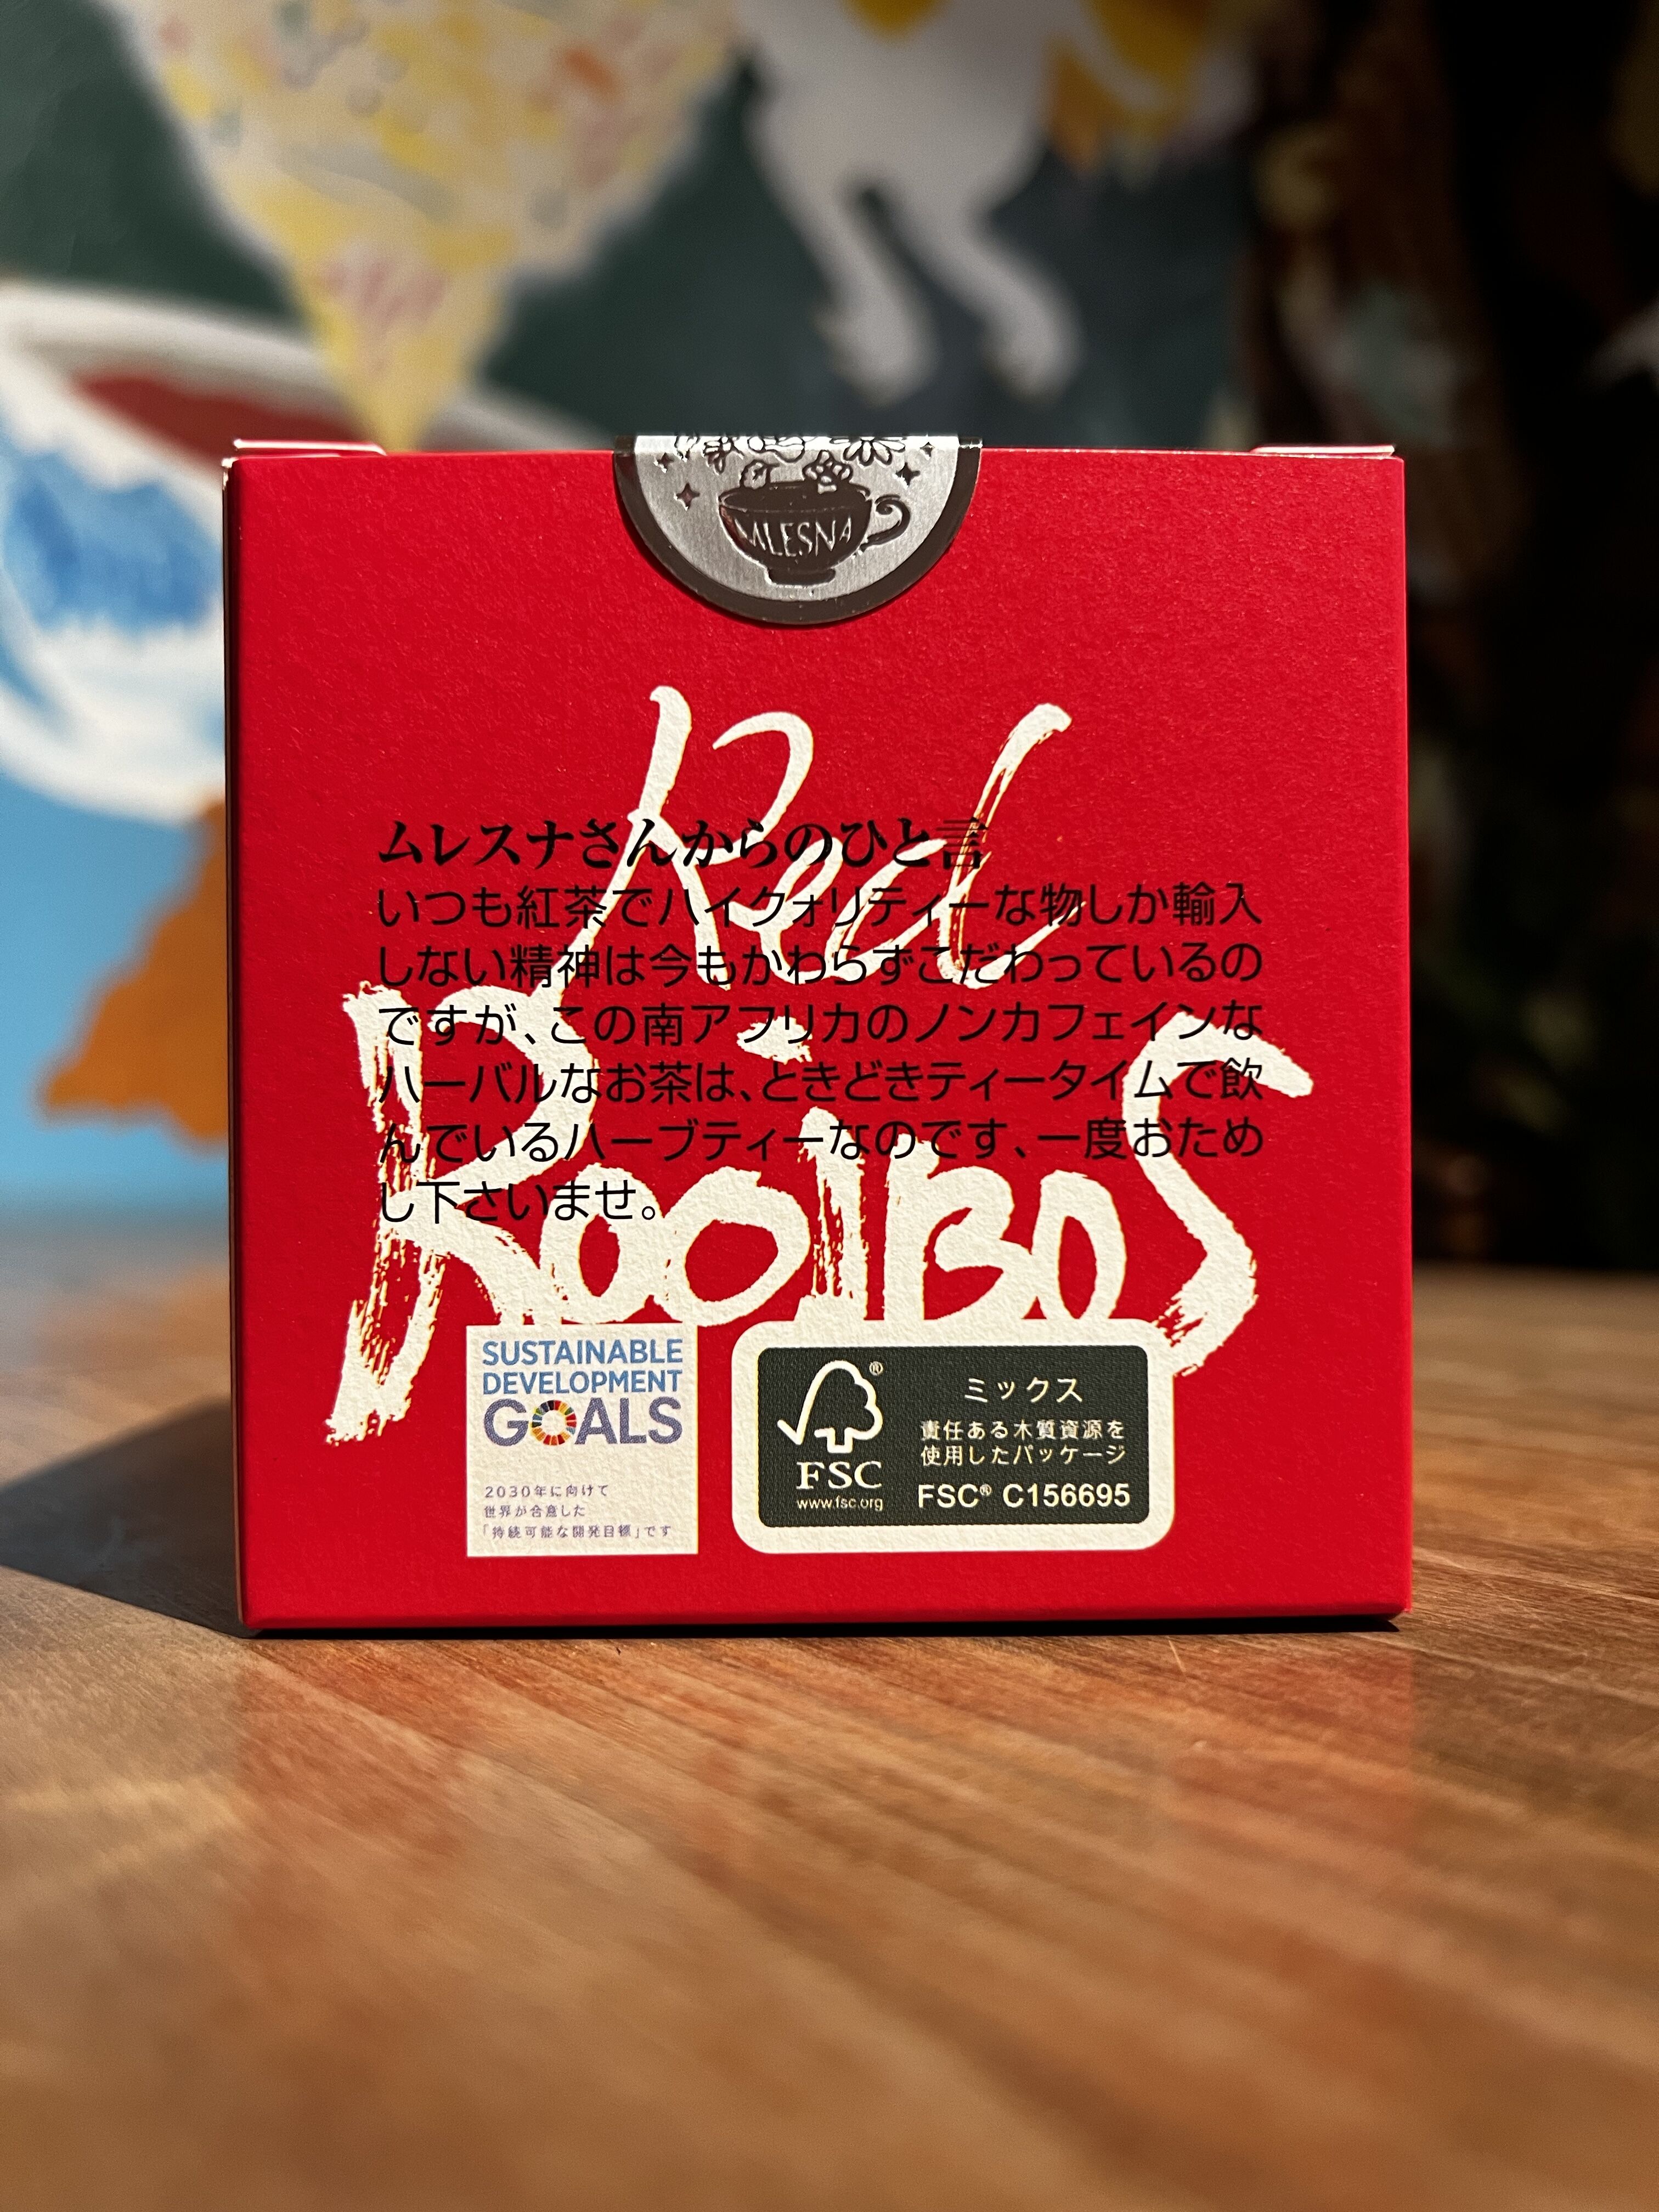 MLESNA
Red
ROOIBOS
ムレスナさんからのひと言
いつも紅茶でハイクォリティーな物しか輸入
しない精神は今もかわらずこだわっているの
ですが、この南アフリカのノンカフェインな
ハーバルなお茶は、ときどきティータイムで飲
んでいるハーブティーなのです、一度おため
し下さいませ。
SUSTAINABLE
DEVELOPMENT
GOALS
2030年に向けて
世界が合意した
「持続可能な開発目標」です
®
FSC
www.fsc.org
ミックス
責任ある木質資源を
使用したパッケージ
FSC® C156695